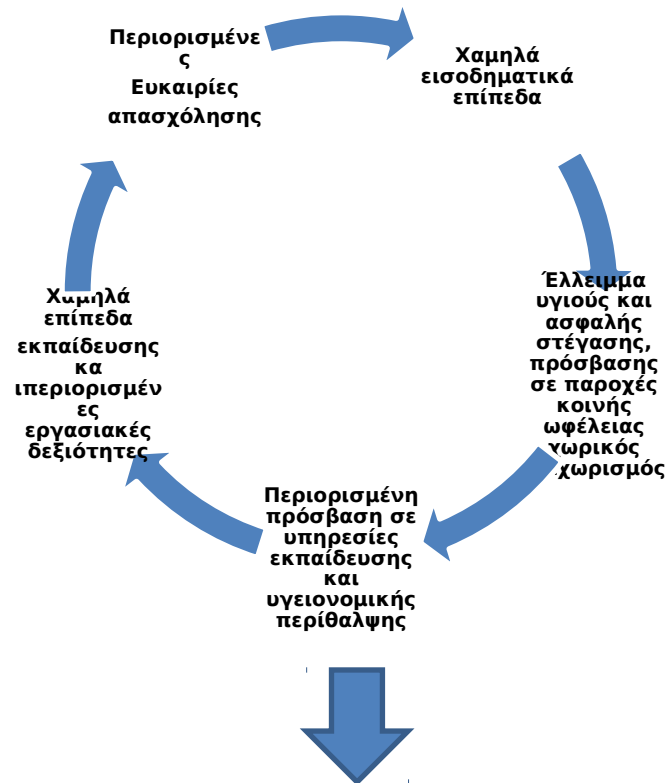 Περιορισμένε
ς
Ευκαιρίες
απασχόλησης
Χαμηλά
εισοδηματικά
επίπεδα
Έλλειμμα
υγιούς και
ασφαλής
στέγασης,
πρόσβασης
σε παροχές
κοινής
ωφέλειας
χωρικός
χωρισμός
Περιορισμένη
πρόσβαση σε
υπηρεσίες
εκπαίδευσης
και
υγειονομικής
περίθαλψης
Χαμηλά
επίπεδα
εκπαίδευσης
κα
ιπεριορισμέν
ες
εργασιακές
δεξιότητες